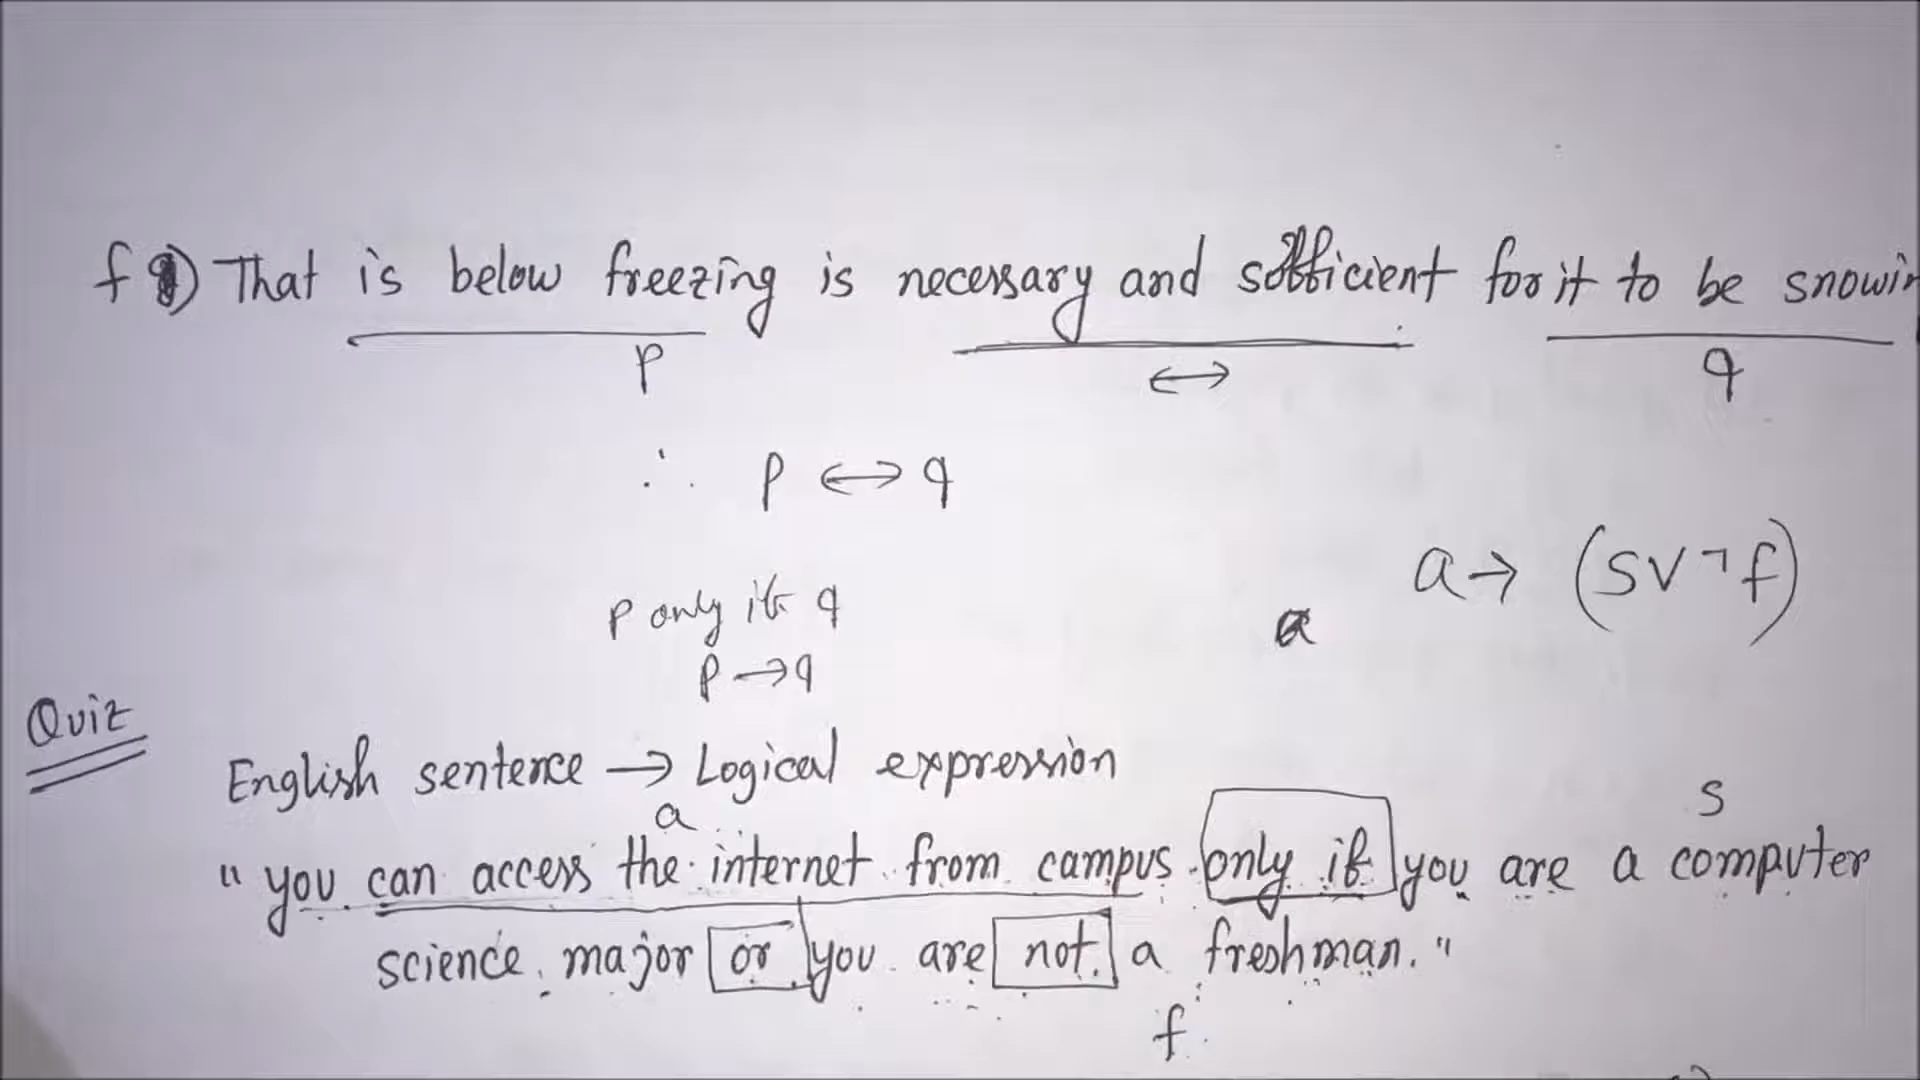 f) That is below freezing is necessary and sufficient for it to be snowin
p ↔ q
∴ p ↔ q
a → (s∨¬f)
p only if q
a
p → q
Quiz
English sentence → Logical expression
a s
"you can access the internet from campus only if you are a computer
science major or you are not a freshman."
f